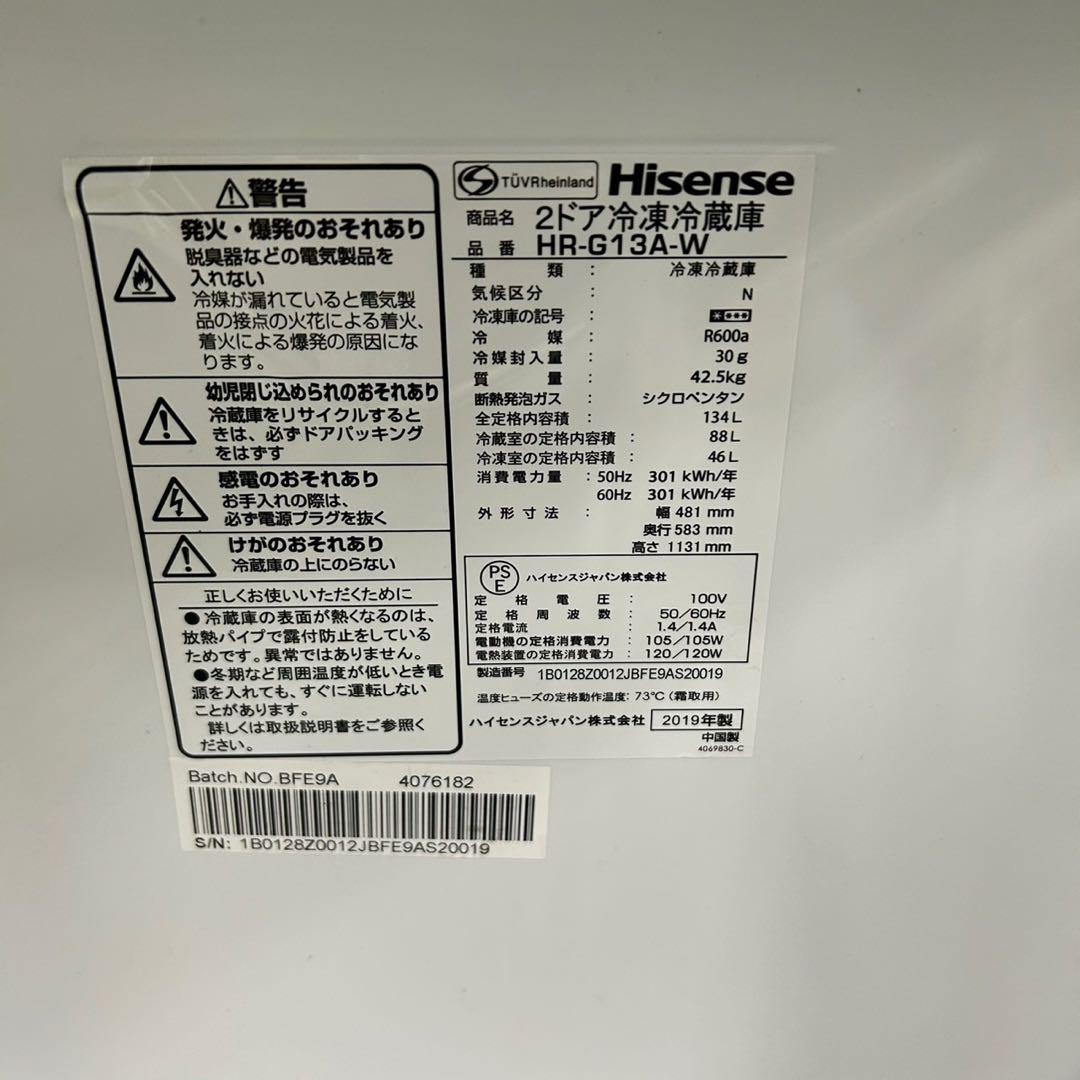 警告
発火・爆発のおそれあり
脱臭器などの電気製品を
入れない
冷媒が漏れていると電気製
品の接点の火花による着火、
着火による爆発の原因にな
ります。
幼児閉じ込められのおそれあり
冷蔵庫をリサイクルすると
きは、必ずドアパッキング
をはずす
感電のおそれあり
お手入れの際は、
必ず電源プラグを抜く
けがのおそれあり
冷蔵庫の上にのらない
正しくお使いいただくために
●冷蔵庫の表面が熱くなるのは、
放熱パイプで露付防止をしている
ためです。異常ではありません。
●冬期など周囲温度が低いとき電
源を入れても、すぐに運転しない
ことがあります。
詳しくは取扱説明書をご参照く
ださい。
TÜVRheinland Hisense
商品名 2ドア冷凍冷蔵庫
品番 HR-G13A-W
種類 : 冷凍冷蔵庫
気候区分 : N
冷凍庫の記号 : ****
冷媒 : R600a
冷媒封入量 : 30g
質量 : 42.5kg
断熱発泡ガス : シクロペンタン
全定格内容積 : 134L
冷蔵室の定格内容積 : 88L
冷凍室の定格内容積 : 46L
消費電力量 : 50Hz 301 kWh/年
60Hz 301 kWh/年
外形寸法 : 幅 481 mm
奥行 583 mm
高さ 1131mm
PSE ハイセンスジャパン株式会社
定格電圧 : 100V
定格周波数 : 50/60Hz
定格電流 : 1.4/1.4A
電動機の定格消費電力 : 105/105W
電熱装置の定格消費電力 : 120/120W
製造番号 1B0128Z0012JBFE9AS20019
温度ヒューズの定格動作温度:73℃(霜取用)
ハイセンスジャパン株式会社 2019年製
中国製
4069830-C
Batch.NO.BFE9A 4076182
S/N: 1B0128Z0012JBFE9AS20019